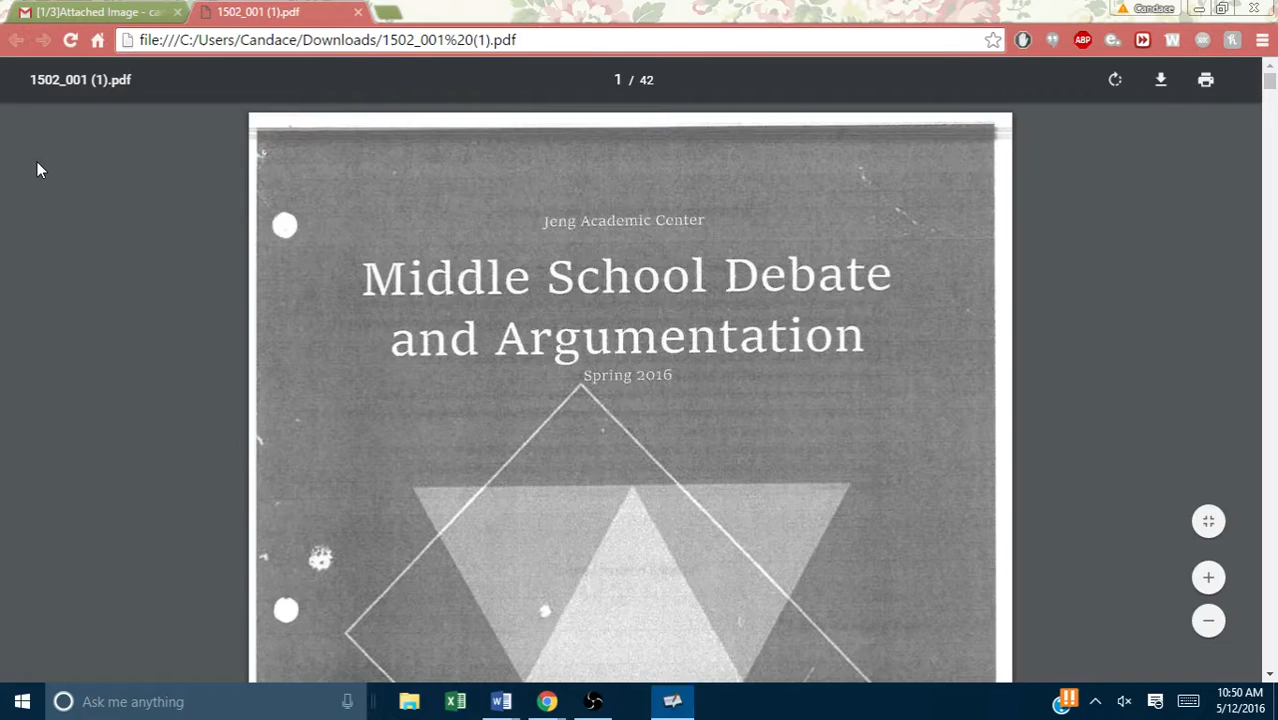 [1/3]Attached Image - ca
1502_001 (1).pdf
Candace
file:///C:/Users/Candace/Downloads/1502_001%20(1).pdf
ABP
1502_001 (1).pdf
1 / 42
Jeng Academic Center
Middle School Debate
and Argumentation
Spring 2016
Ask me anything
10:50 AM
5/12/2016